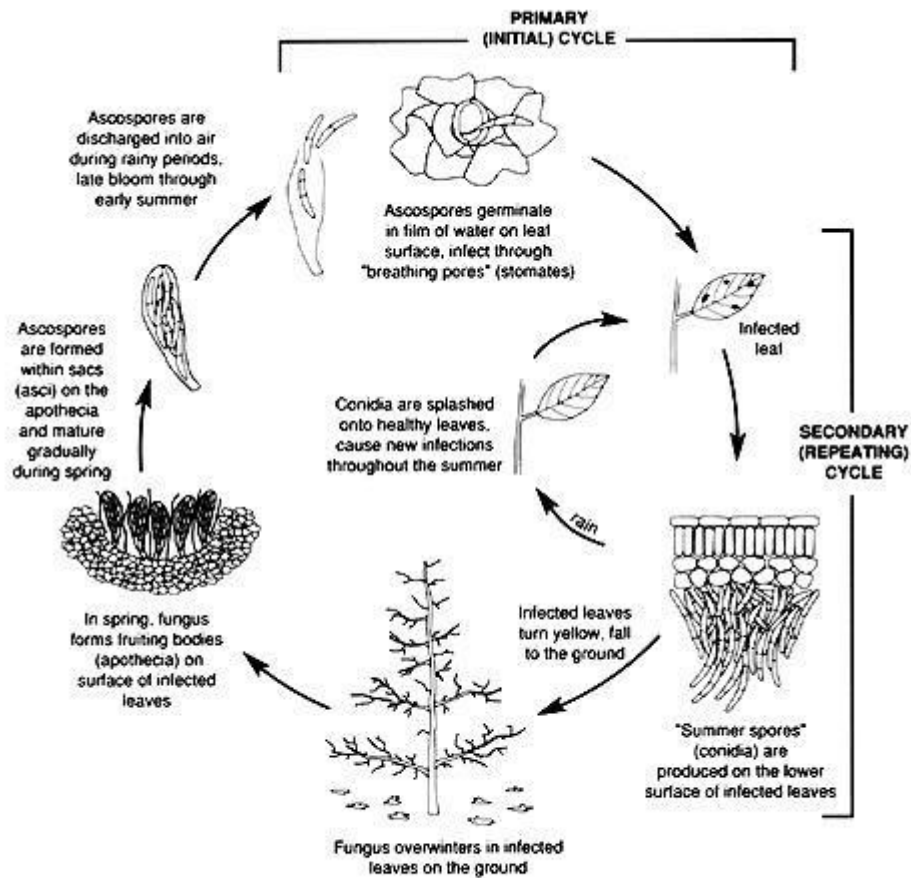 PRIMARY
(INITIAL) CYCLE
Ascospores are
discharged into air
during rainy periods,
late bloom through
early summer
Ascospores germinate
in film of water on leaf
surface, infect through
"breathing pores" (stomates)
Infected
leaf
SECONDARY
(REPEATING)
CYCLE
Conidia are splashed
onto healthy leaves,
cause new infections
throughout the summer
rain
"Summer spores"
(conidia) are
produced on the lower
surface of infected leaves
Infected leaves
turn yellow, fall
to the ground
Fungus overwinters in infected
leaves on the ground
In spring, fungus
forms fruiting bodies
(apothecia) on
surface of infected
leaves
Ascospores
are formed
within sacs
(asci) on the
apothecia
and mature
gradually
during spring